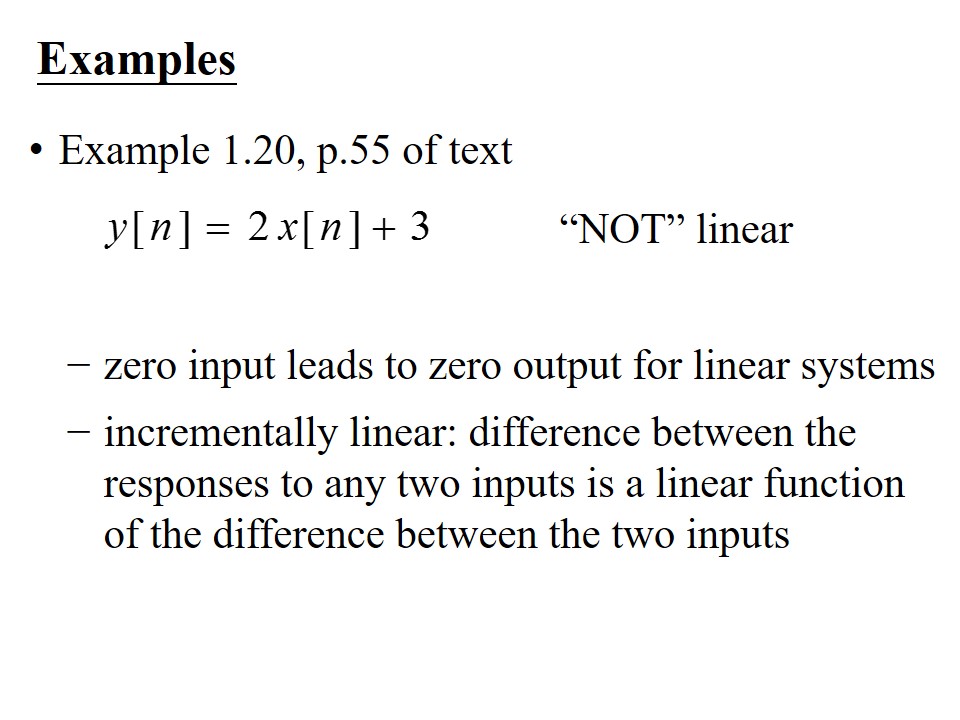 Examples
• Example 1.20, p.55 of text
y[n] = 2 x[n] + 3 “NOT” linear
− zero input leads to zero output for linear systems
− incrementally linear: difference between the
responses to any two inputs is a linear function
of the difference between the two inputs